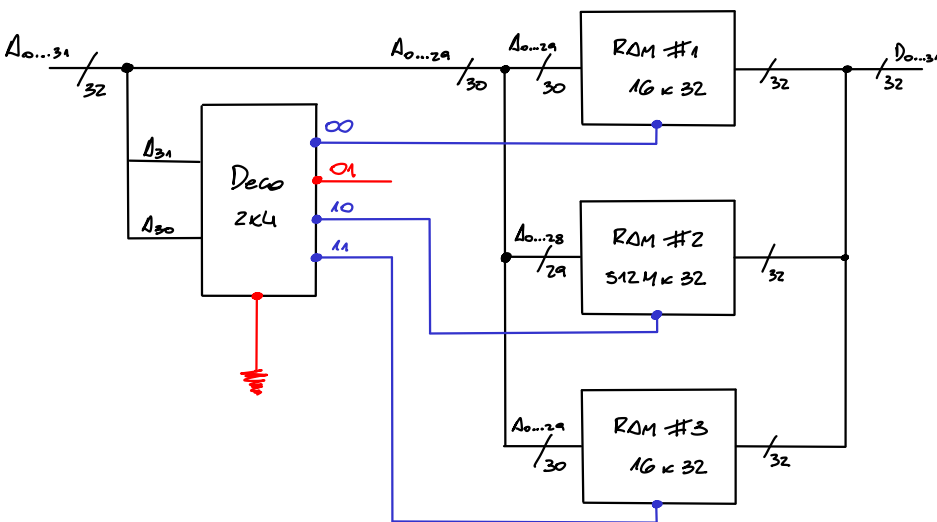 A0...31
32
A0...29
30
A0...29
30
RAM #1
16 x 32
32
D0...31
32
A31
A30
Deco
2x4
00
01
10
11
A0...28
29
RAM #2
512M x 32
32
A0...29
30
RAM #3
16 x 32
32